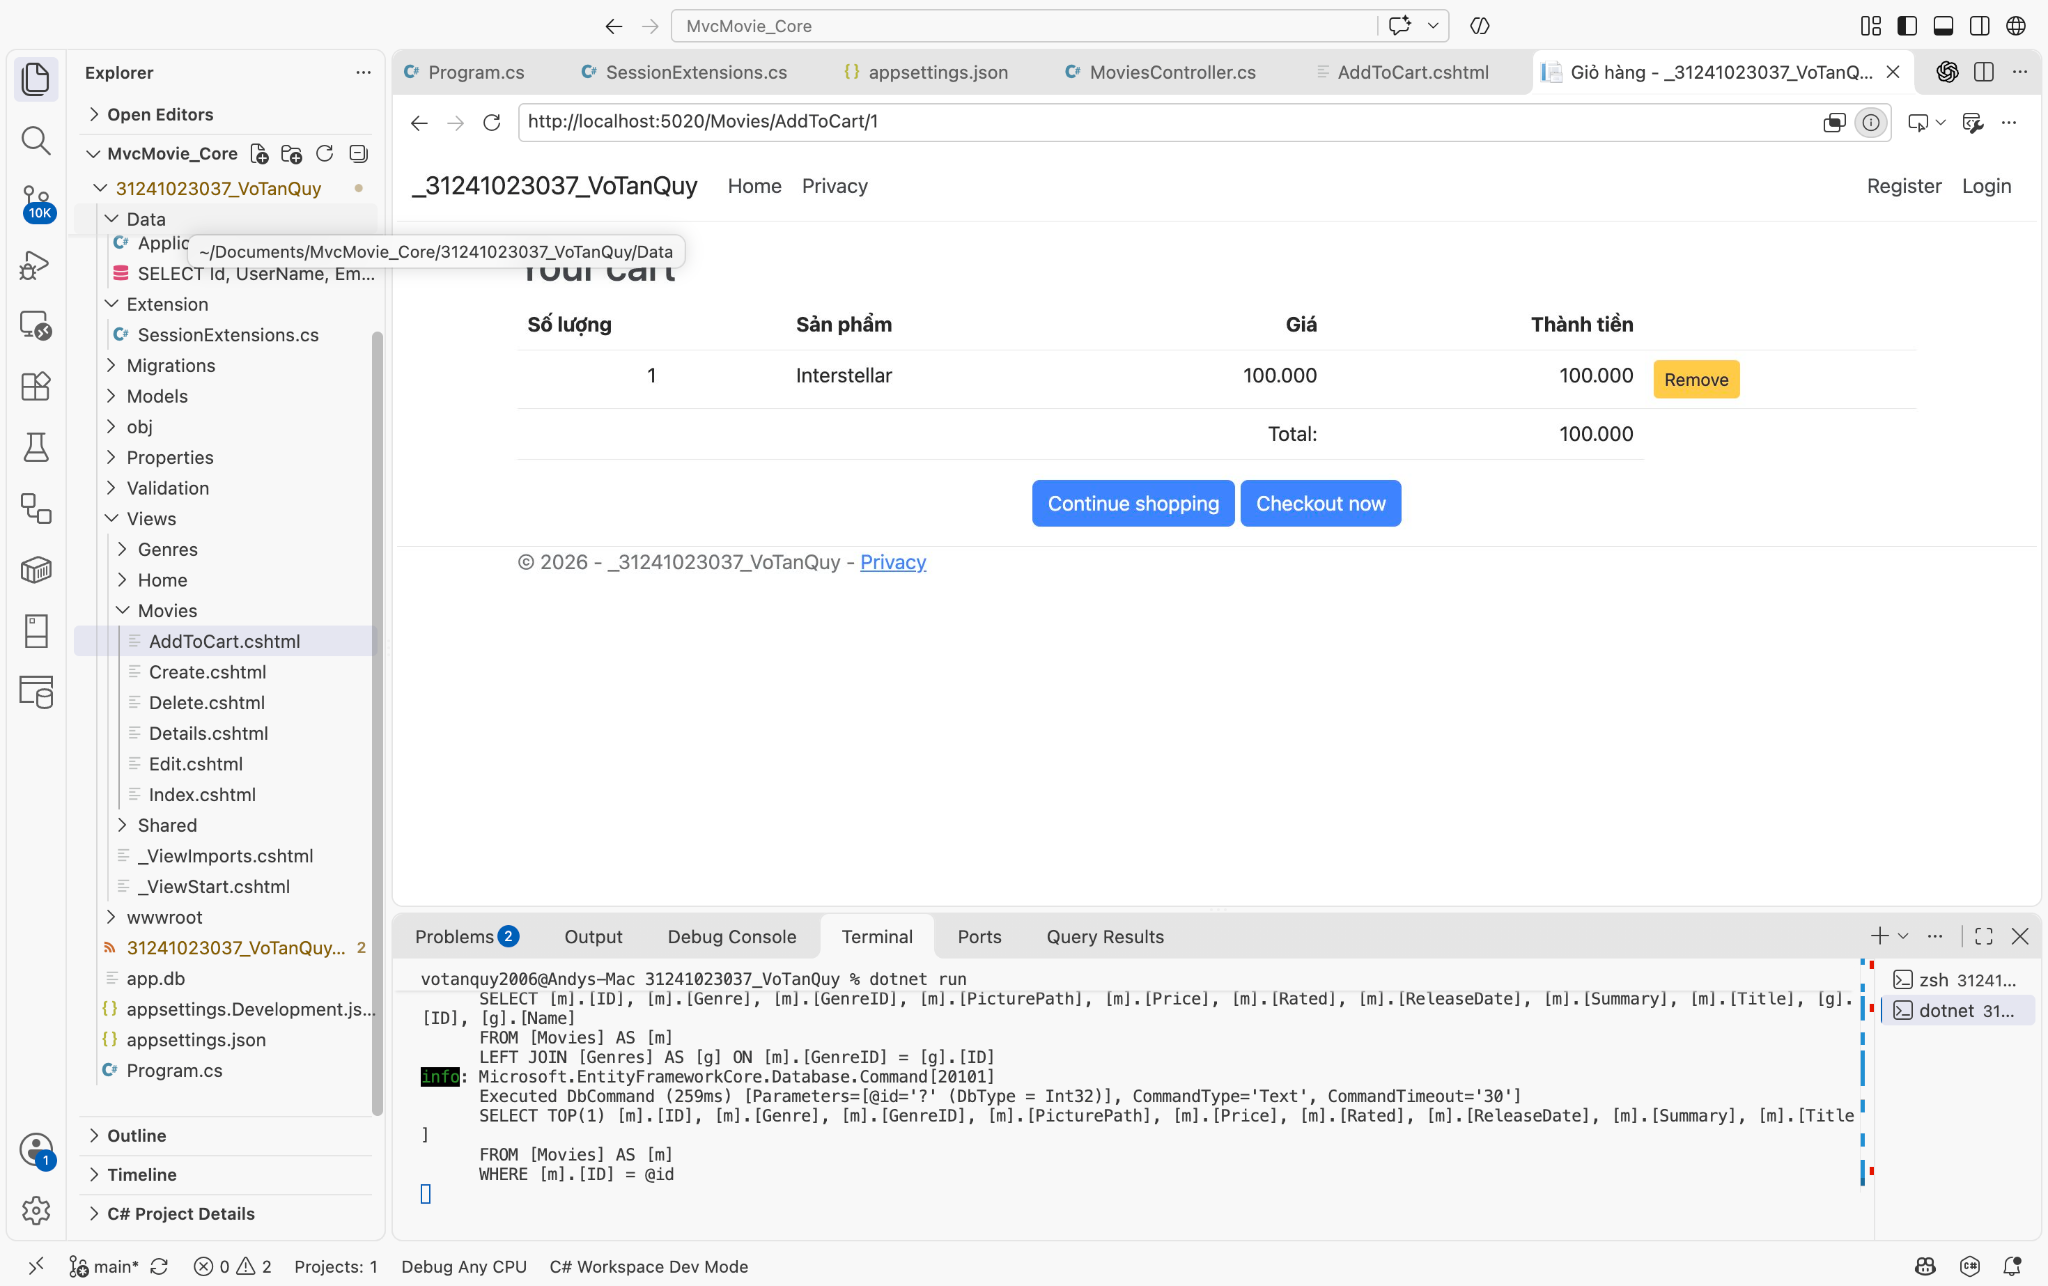 MvcMovie_Core
Explorer
Open Editors
MvcMovie_Core
31241023037_VoTanQuy
Data
Applic
~/Documents/MvcMovie_Core/31241023037_VoTanQuy/Data
SELECT Id, UserName, Em...
Extension
SessionExtensions.cs
Migrations
Models
obj
Properties
Validation
Views
Genres
Home
Movies
AddToCart.cshtml
Create.cshtml
Delete.cshtml
Details.cshtml
Edit.cshtml
Index.cshtml
Shared
_ViewImports.cshtml
_ViewStart.cshtml
wwwroot
31241023037_VoTanQuy... 2
app.db
appsettings.Development.js...
appsettings.json
Program.cs
Outline
Timeline
C# Project Details
10K
1
Program.cs SessionExtensions.cs appsettings.json MoviesController.cs AddToCart.cshtml Giỏ hàng - _31241023037_VoTanQ...
http://localhost:5020/Movies/AddToCart/1
_31241023037_VoTanQuy Home Privacy Register Login
Your cart
Số lượng Sản phẩm Giá Thành tiền
1 Interstellar 100.000 100.000 Remove
Total: 100.000
Continue shopping Checkout now
© 2026 - _31241023037_VoTanQuy - Privacy
Problems 2 Output Debug Console Terminal Ports Query Results
votanquy2006@Andys-Mac 31241023037_VoTanQuy % dotnet run
SELECT [m].[ID], [m].[Genre], [m].[GenreID], [m].[PicturePath], [m].[Price], [m].[Rated], [m].[ReleaseDate], [m].[Summary], [m].[Title], [g].
[ID], [g].[Name]
FROM [Movies] AS [m]
LEFT JOIN [Genres] AS [g] ON [m].[GenreID] = [g].[ID]
info: Microsoft.EntityFrameworkCore.Database.Command[20101]
Executed DbCommand (259ms) [Parameters=[@id='?' (DbType = Int32)], CommandType='Text', CommandTimeout='30']
SELECT TOP(1) [m].[ID], [m].[Genre], [m].[GenreID], [m].[PicturePath], [m].[Price], [m].[Rated], [m].[ReleaseDate], [m].[Summary], [m].[Title
]
FROM [Movies] AS [m]
WHERE [m].[ID] = @id
zsh 31241...
dotnet 31...
main* 0 2 Projects: 1 Debug Any CPU C# Workspace Dev Mode